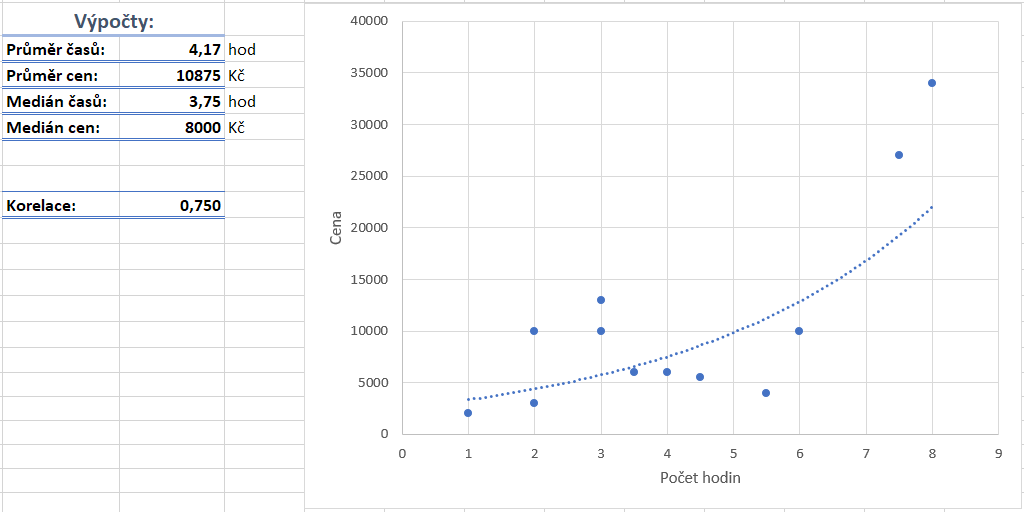 Výpočty:
Průměr časů: 4,17 hod
Průměr cen: 10875 Kč
Medián časů: 3,75 hod
Medián cen: 8000 Kč
Korelace: 0,750
40000
35000
30000
25000
20000
15000
10000
5000
0
Cena
0 1 2 3 4 5 6 7 8 9
Počet hodin